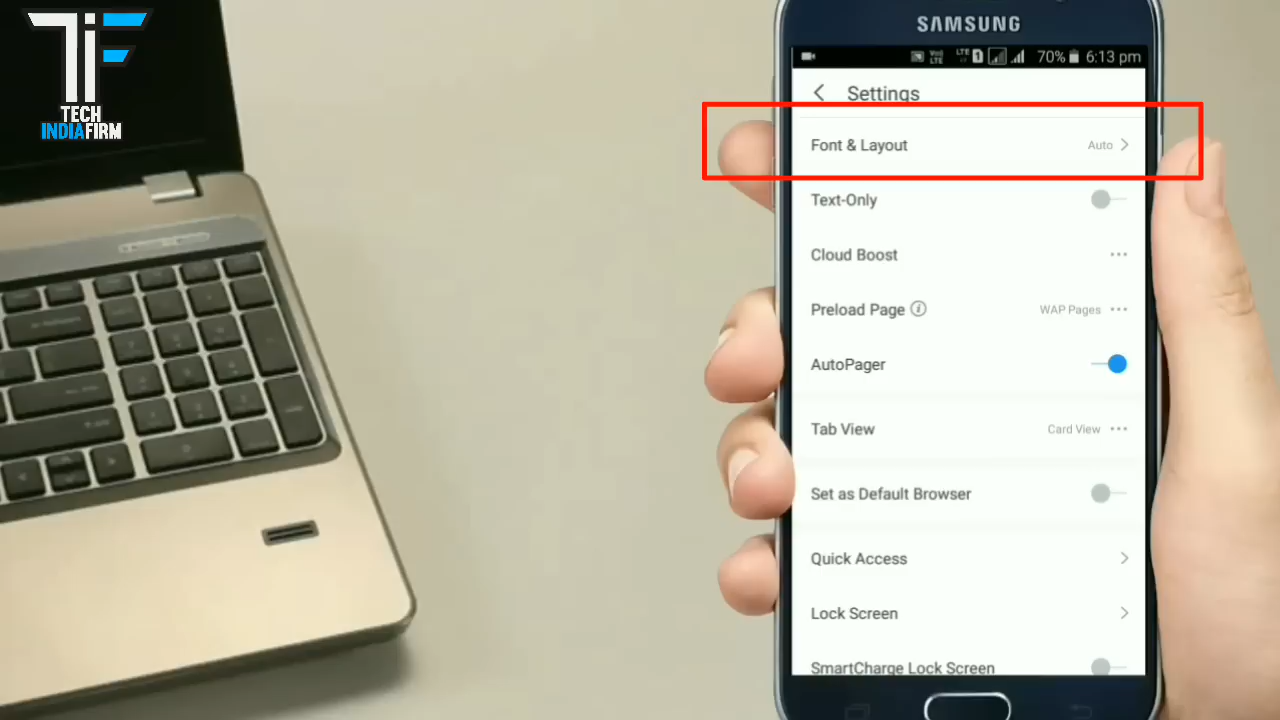 TiF
TECH
INDIAFIRM
SAMSUNG
70% 6:13 pm
Settings
Font & Layout Auto
Text-Only
Cloud Boost
Preload Page WAP Pages
AutoPager
Tab View Card View
Set as Default Browser
Quick Access
Lock Screen
SmartCharge Lock Screen